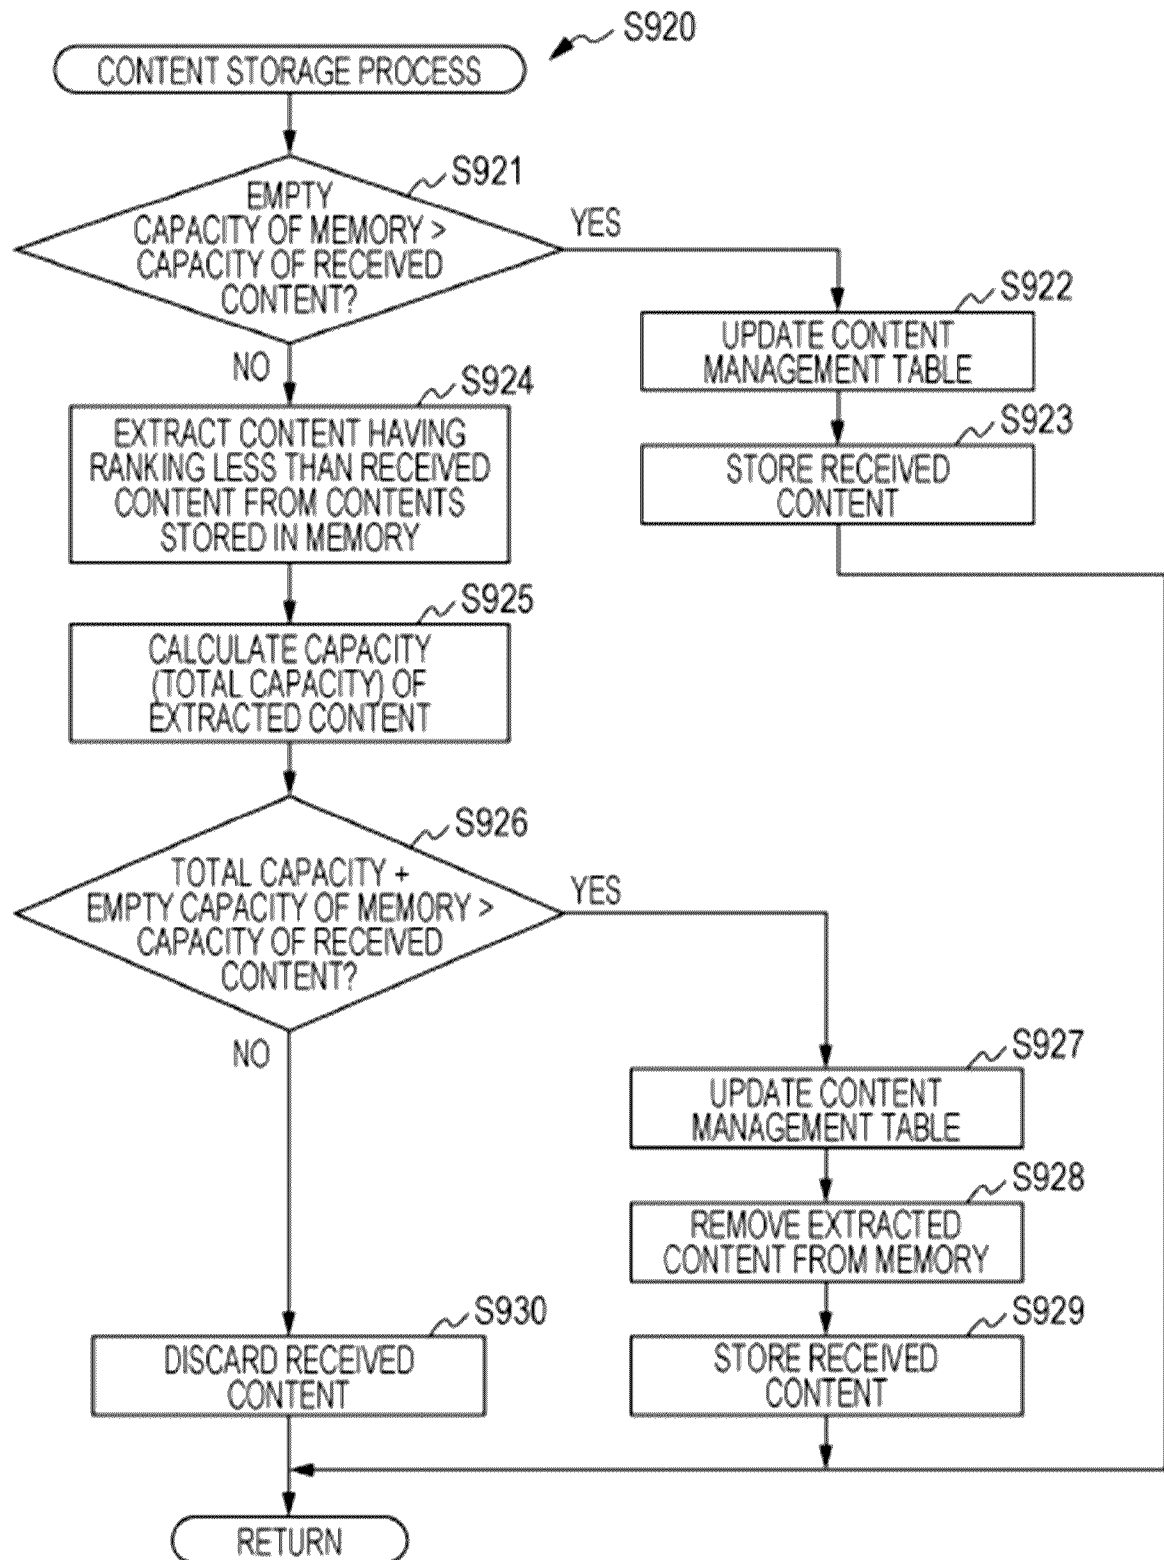 S920
CONTENT STORAGE PROCESS
S921
EMPTY
CAPACITY OF MEMORY >
CAPACITY OF RECEIVED
CONTENT?
YES
NO
S922
UPDATE CONTENT
MANAGEMENT TABLE
S923
STORE RECEIVED
CONTENT
S924
EXTRACT CONTENT HAVING
RANKING LESS THAN RECEIVED
CONTENT FROM CONTENTS
STORED IN MEMORY
S925
CALCULATE CAPACITY
(TOTAL CAPACITY) OF
EXTRACTED CONTENT
S926
TOTAL CAPACITY +
EMPTY CAPACITY OF MEMORY >
CAPACITY OF RECEIVED
CONTENT?
YES
NO
S927
UPDATE CONTENT
MANAGEMENT TABLE
S928
REMOVE EXTRACTED
CONTENT FROM MEMORY
S929
STORE RECEIVED
CONTENT
S930
DISCARD RECEIVED
CONTENT
RETURN